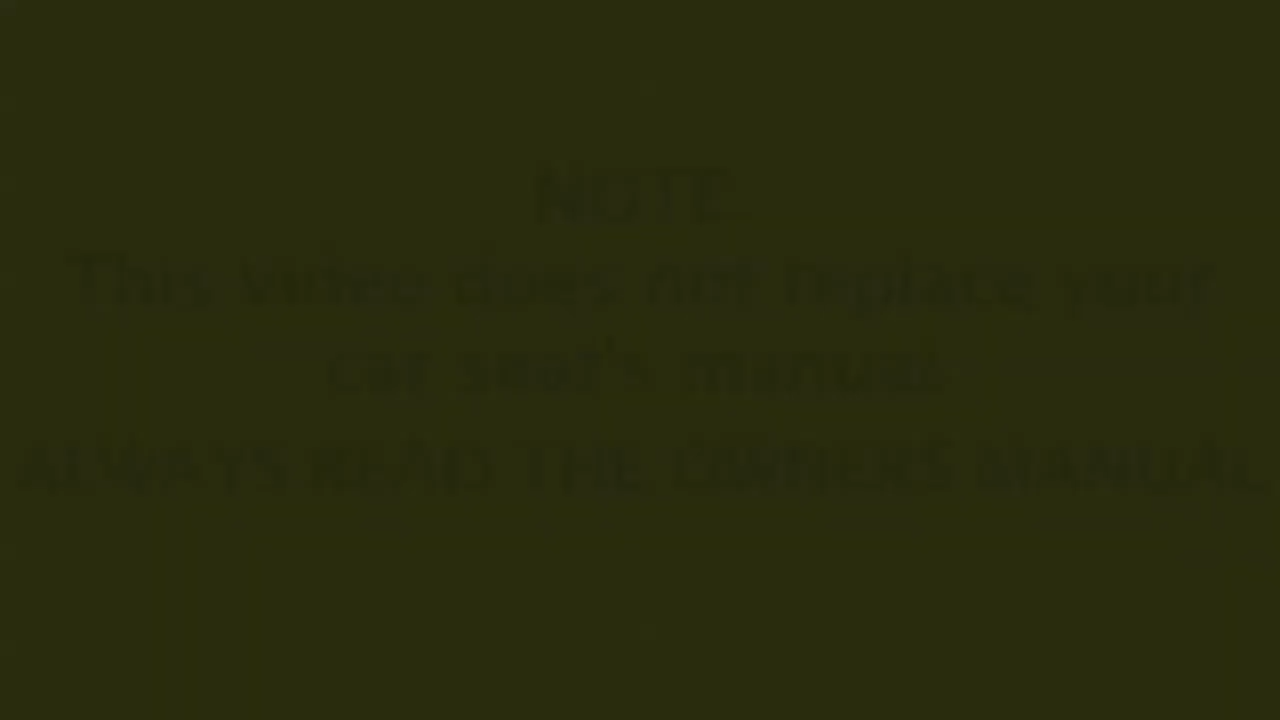 NOTE
This video does not replace your
car seat's manual
ALWAYS READ THE OWNERS MANUAL